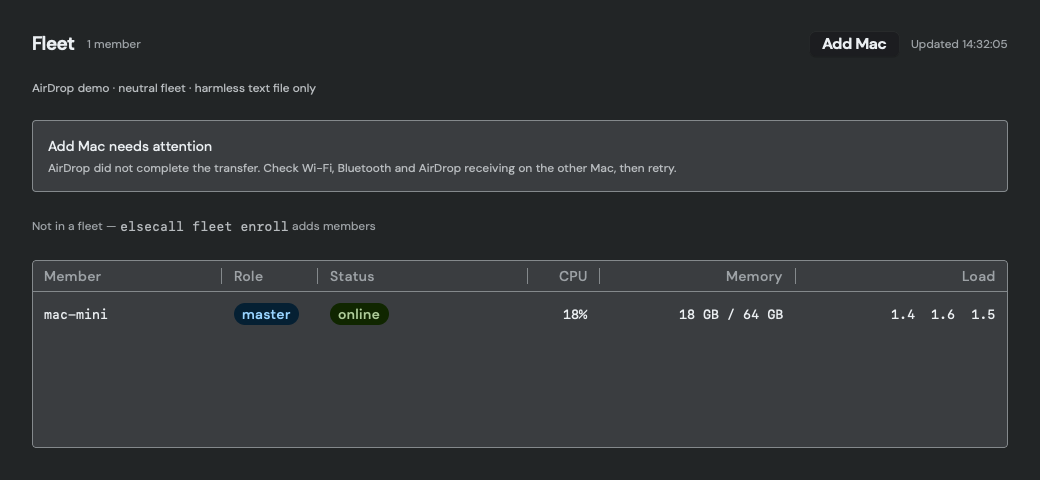 Fleet 1 member Add Mac Updated 14:32:05
AirDrop demo · neutral fleet · harmless text file only
Add Mac needs attention
AirDrop did not complete the transfer. Check Wi-Fi, Bluetooth and AirDrop receiving on the other Mac, then retry.
Not in a fleet — elsecall fleet enroll adds members
Member Role Status CPU Memory Load
mac-mini master online 18% 18 GB / 64 GB 1.4 1.6 1.5